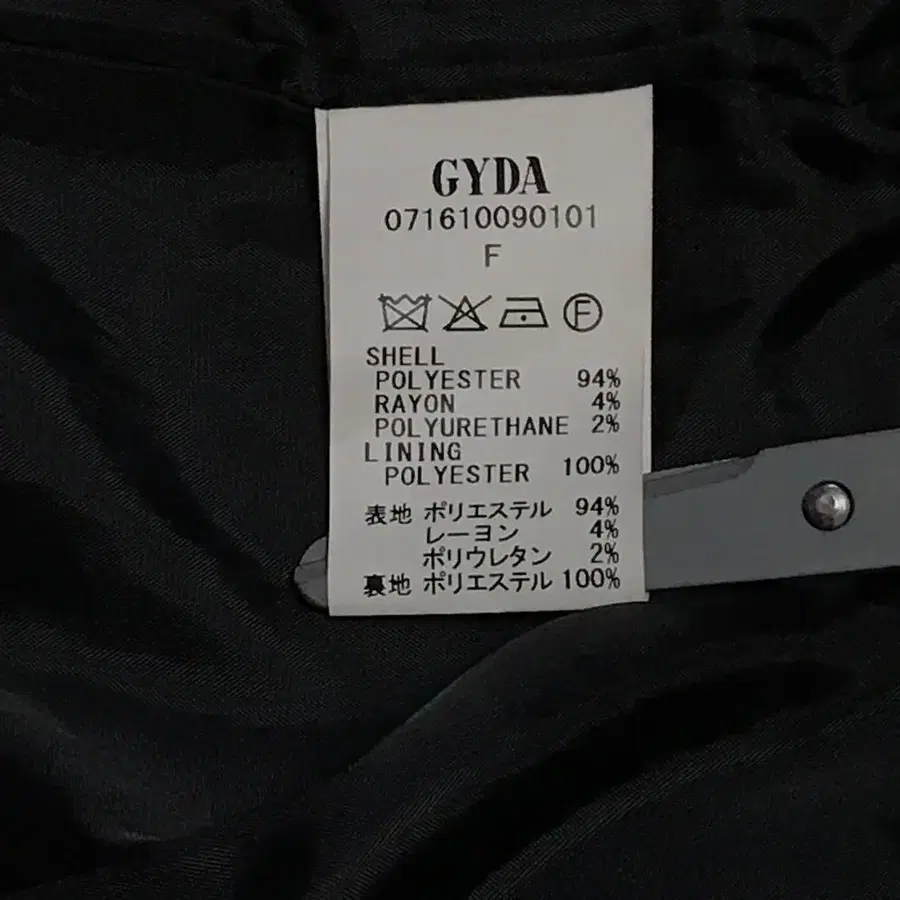 GYDA
071610090101
F
F
SHELL
POLYESTER 94%
RAYON 4%
POLYURETHANE 2%
LINING
POLYESTER 100%
表地 ポリエステル 94%
レーヨン 4%
ポリウレタン 2%
裏地 ポリエステル 100%